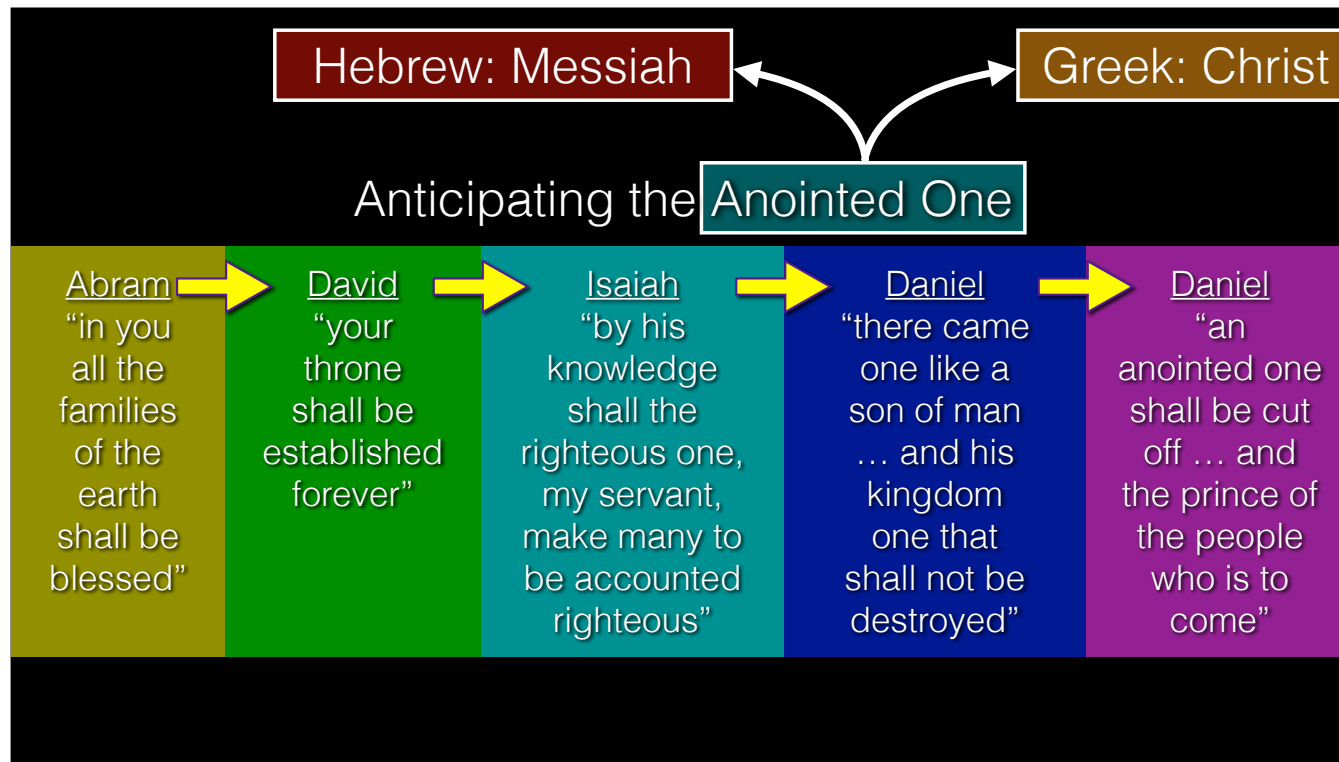 Hebrew: Messiah
Greek: Christ
Anticipating the Anointed One
Abram
“in you
all the
families
of the
earth
shall be
blessed”
David
“your
throne
shall be
established
forever”
Isaiah
“by his
knowledge
shall the
righteous one,
my servant,
make many to
be accounted
righteous”
Daniel
“there came
one like a
son of man
… and his
kingdom
one that
shall not be
destroyed”
Daniel
“an
anointed one
shall be cut
off … and
the prince of
the people
who is to
come”